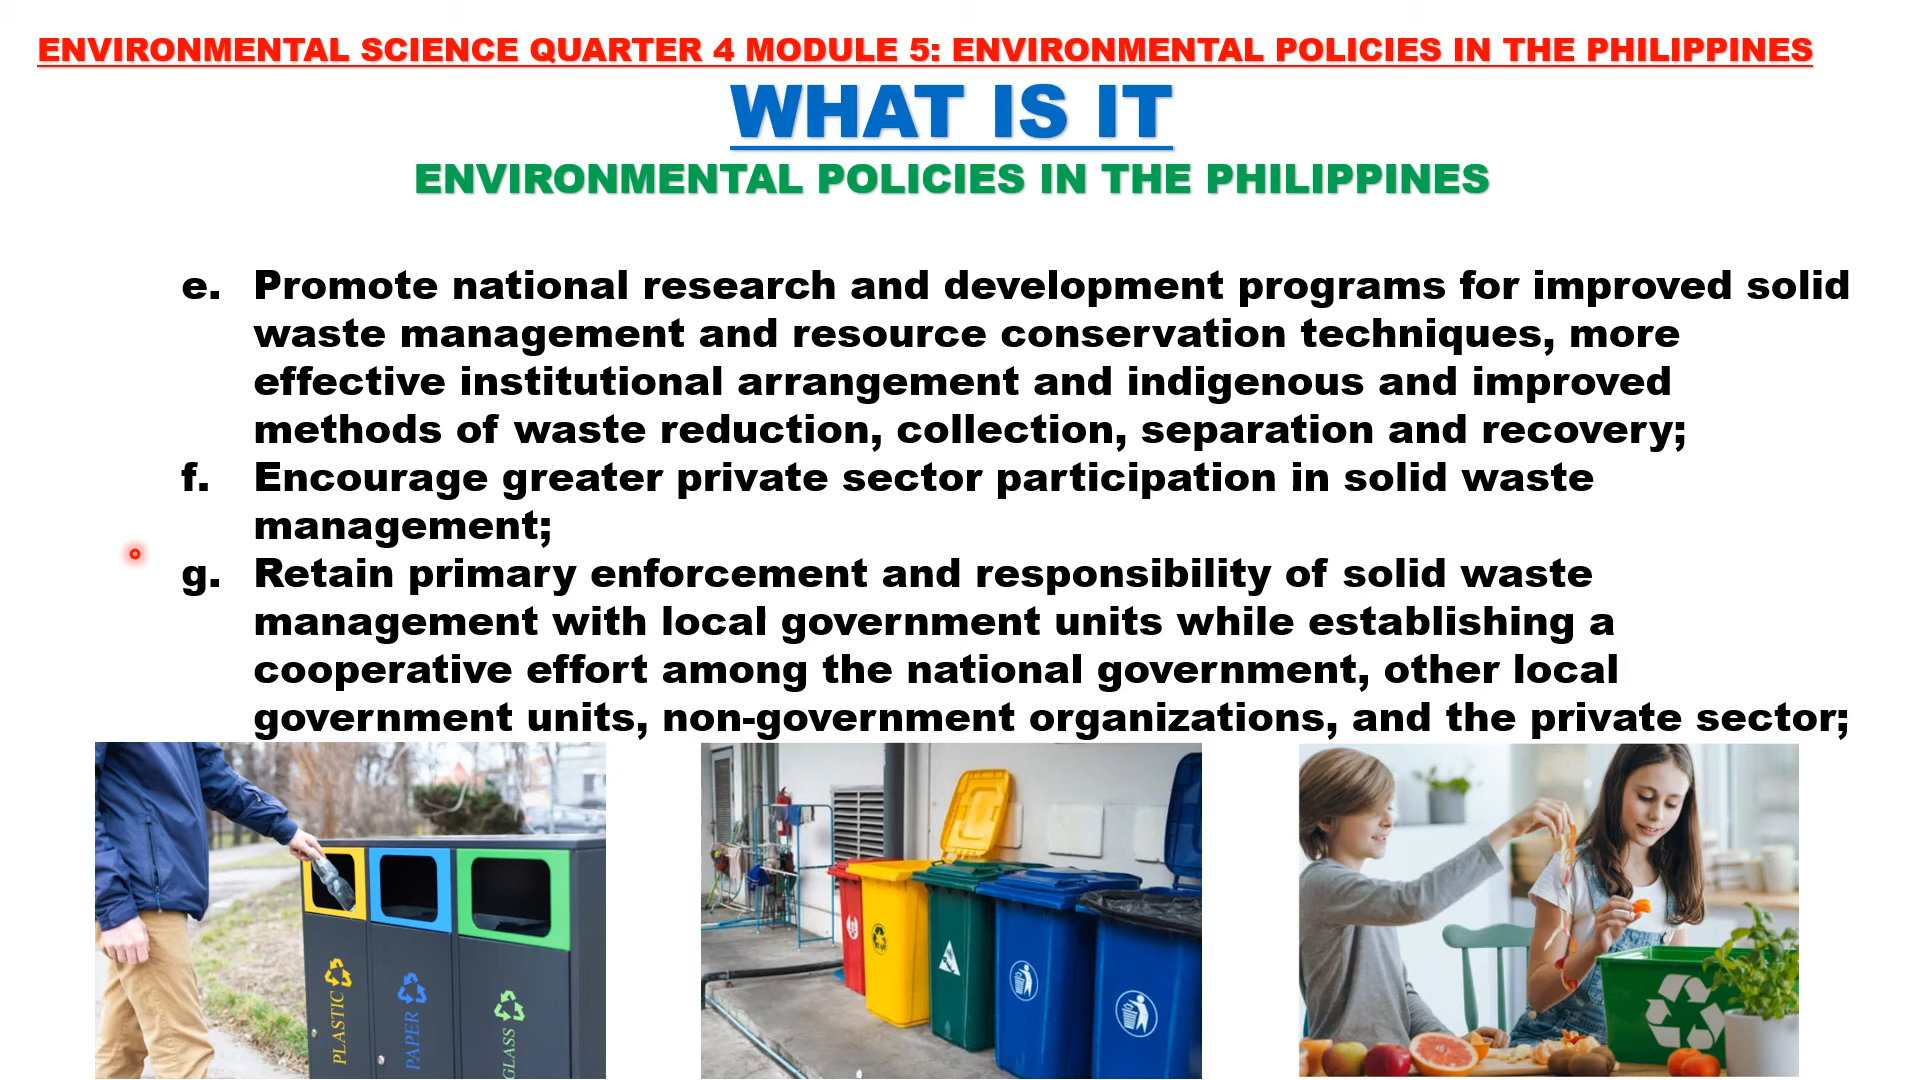 ENVIRONMENTAL SCIENCE QUARTER 4 MODULE 5: ENVIRONMENTAL POLICIES IN THE PHILIPPINES
WHAT IS IT
ENVIRONMENTAL POLICIES IN THE PHILIPPINES
e. Promote national research and development programs for improved solid
waste management and resource conservation techniques, more
effective institutional arrangement and indigenous and improved
methods of waste reduction, collection, separation and recovery;
f. Encourage greater private sector participation in solid waste
management;
g. Retain primary enforcement and responsibility of solid waste
management with local government units while establishing a
cooperative effort among the national government, other local
government units, non-government organizations, and the private sector;
PLASTIC
PAPER
GLASS